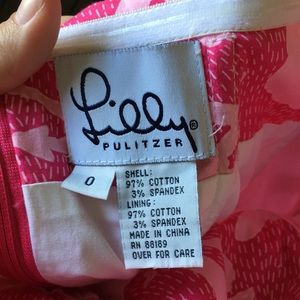 Lilly®
PULITZER
0
SHELL:
97% COTTON
3% SPANDEX
LINING:
97% COTTON
3% SPANDEX
MADE IN CHINA
RN 88189
OVER FOR CARE